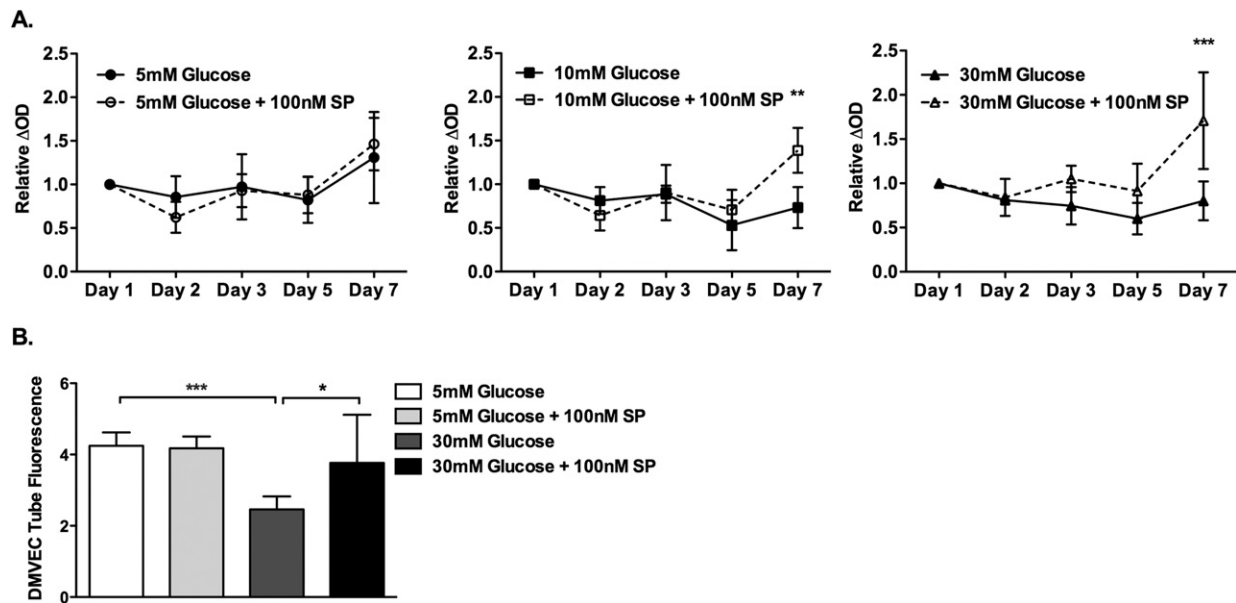 A.
Relative ΔOD
2.5
2.0
1.5
1.0
0.5
0.0
5mM Glucose
5mM Glucose + 100nM SP
Day 1 Day 2 Day 3 Day 5 Day 7
Relative ΔOD
2.5
2.0
1.5
1.0
0.5
0.0
10mM Glucose
10mM Glucose + 100nM SP
**
Day 1 Day 2 Day 3 Day 5 Day 7
Relative ΔOD
2.5
2.0
1.5
1.0
0.5
0.0
***
30mM Glucose
30mM Glucose + 100nM SP
Day 1 Day 2 Day 3 Day 5 Day 7
B.
DMVEC Tube Fluorescence
6
4
2
0
***
*
5mM Glucose
5mM Glucose + 100nM SP
30mM Glucose
30mM Glucose + 100nM SP